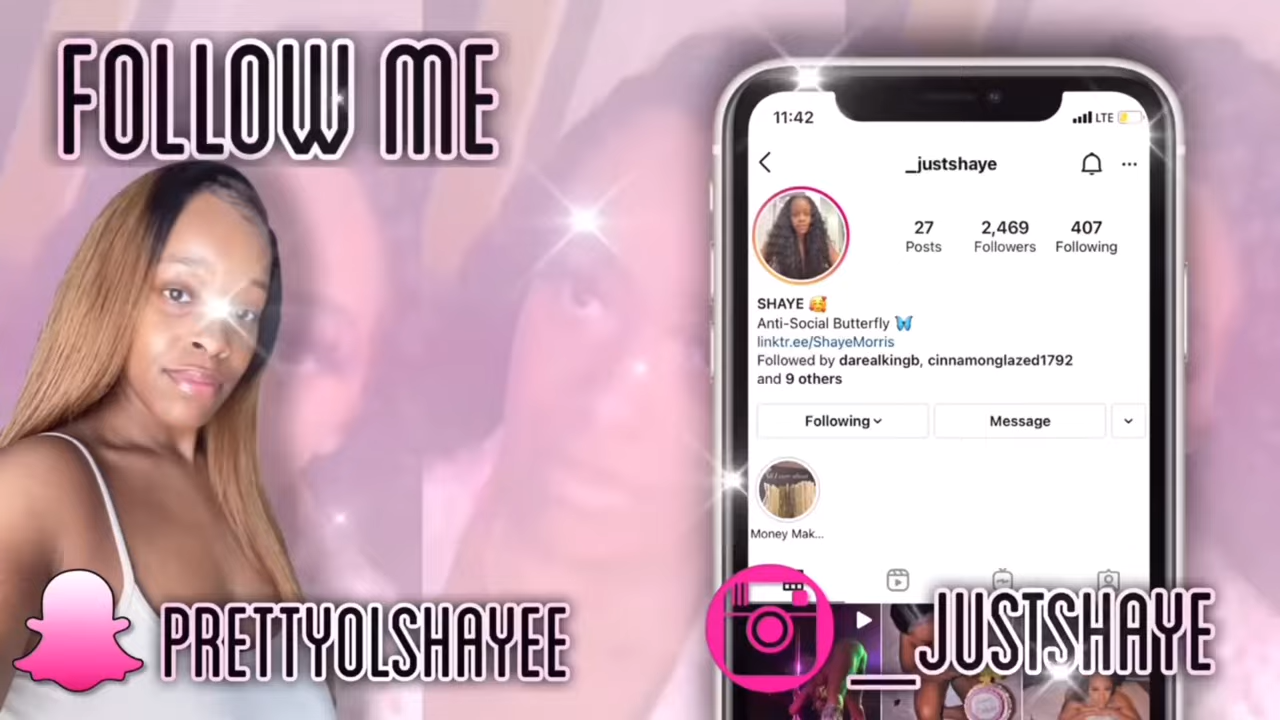 FOLLOW ME
11:42
LTE
_justshaye
27
Posts
2,469
Followers
407
Following
SHAYE 🥰
Anti-Social Butterfly 🦋
linktr.ee/ShayeMorris
Followed by darealkingb, cinnamonglazed1792
and 9 others
Following
Message
Money Mak...
PRETTYOLSHAYEE
_JUSTSHAYE